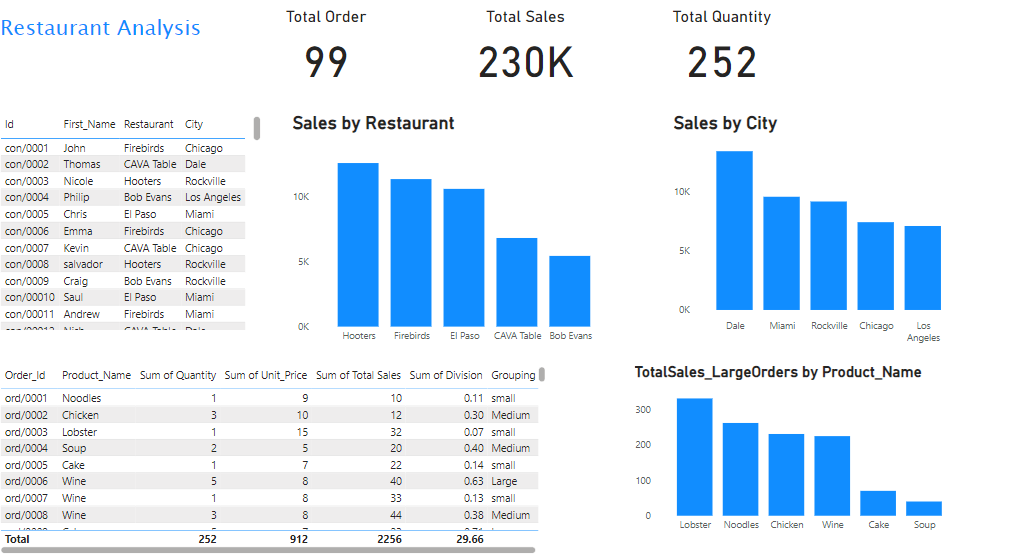 Restaurant Analysis
Total Order
99
Total Sales
230K
Total Quantity
252
Id First_Name Restaurant City
con/0001 John Firebirds Chicago
con/0002 Thomas CAVA Table Dale
con/0003 Nicole Hooters Rockville
con/0004 Philip Bob Evans Los Angeles
con/0005 Chris El Paso Miami
con/0006 Emma Firebirds Chicago
con/0007 Kevin CAVA Table Chicago
con/0008 salvador Hooters Rockville
con/0009 Craig Bob Evans Rockville
con/00010 Saul El Paso Miami
con/00011 Andrew Firebirds Miami
Sales by Restaurant
10K
5K
0K
Hooters Firebirds El Paso CAVA Table Bob Evans
Sales by City
10K
5K
0K
Dale Miami Rockville Chicago Los
Angeles
Order_Id Product_Name Sum of Quantity Sum of Unit_Price Sum of Total Sales Sum of Division Grouping
ord/0001 Noodles 1 9 10 0.11 small
ord/0002 Chicken 3 10 12 0.30 Medium
ord/0003 Lobster 1 15 32 0.07 small
ord/0004 Soup 2 5 20 0.40 Medium
ord/0005 Cake 1 7 22 0.14 small
ord/0006 Wine 5 8 40 0.63 Large
ord/0007 Wine 1 8 33 0.13 small
ord/0008 Wine 3 8 44 0.38 Medium
Total 252 912 2256 29.66
TotalSales_LargeOrders by Product_Name
300
200
100
0
Lobster Noodles Chicken Wine Cake Soup